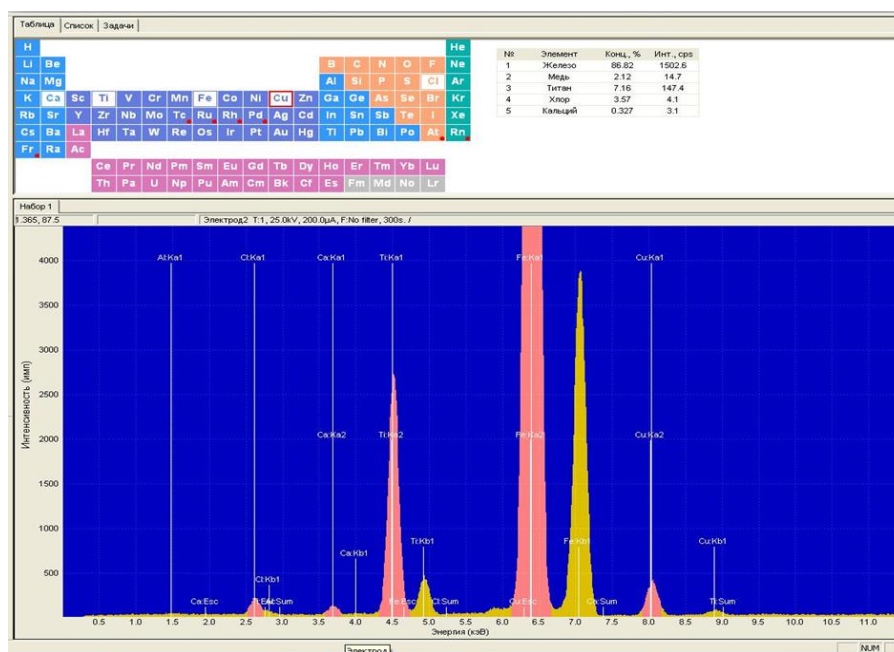 Таблица Список Задачи
H He
Li Be B C N O F Ne
Na Mg Al Si P S Cl Ar
K Ca Sc Ti V Cr Mn Fe Co Ni Cu Zn Ga Ge As Se Br Kr
Rb Sr Y Zr Nb Mo Tc Ru Rh Pd Ag Cd In Sn Sb Te I Xe
Cs Ba La Hf Ta W Re Os Ir Pt Au Hg Tl Pb Bi Po At Rn
Fr Ra Ac
Ce Pr Nd Pm Sm Eu Gd Tb Dy Ho Er Tm Yb Lu
Th Pa U Np Pu Am Cm Bk Cf Es Fm Md No Lr
№ Элемент Конц., % Инт., cps
1 Железо 86.82 1502.6
2 Медь 2.12 14.7
3 Титан 7.16 147.4
4 Хлор 3.57 4.1
5 Кальций 0.327 3.1
Набор 1
1.365, 87.5 Электрод2 T:1, 25.0kV, 200.0μA, F:No filter, 300s. /
Интенсивность (имп)
4000
3500
3000
2500
2000
1500
1000
500
Al:Ka1 Cl:Ka1 Ca:Ka1 Ti:Ka1 Fe:Ka1 Cu:Ka1
Ca:Ka2 Ti:Ka2 Fe:Ka2 Cu:Ka2
Ca:Kb1 Ti:Kb1 Fe:Kb1 Cu:Kb1
Cl:Kb1
Ca:Esc Fe:Esc Cl:Sum Cu:Esc Ca:Sum Ti:Sum
0.5 1.0 1.5 2.0 2.5 3.0 3.5 4.0 4.5 5.0 5.5 6.0 6.5 7.0 7.5 8.0 8.5 9.0 9.5 10.0 10.5 11.0
Энергия (кэВ)
NUM